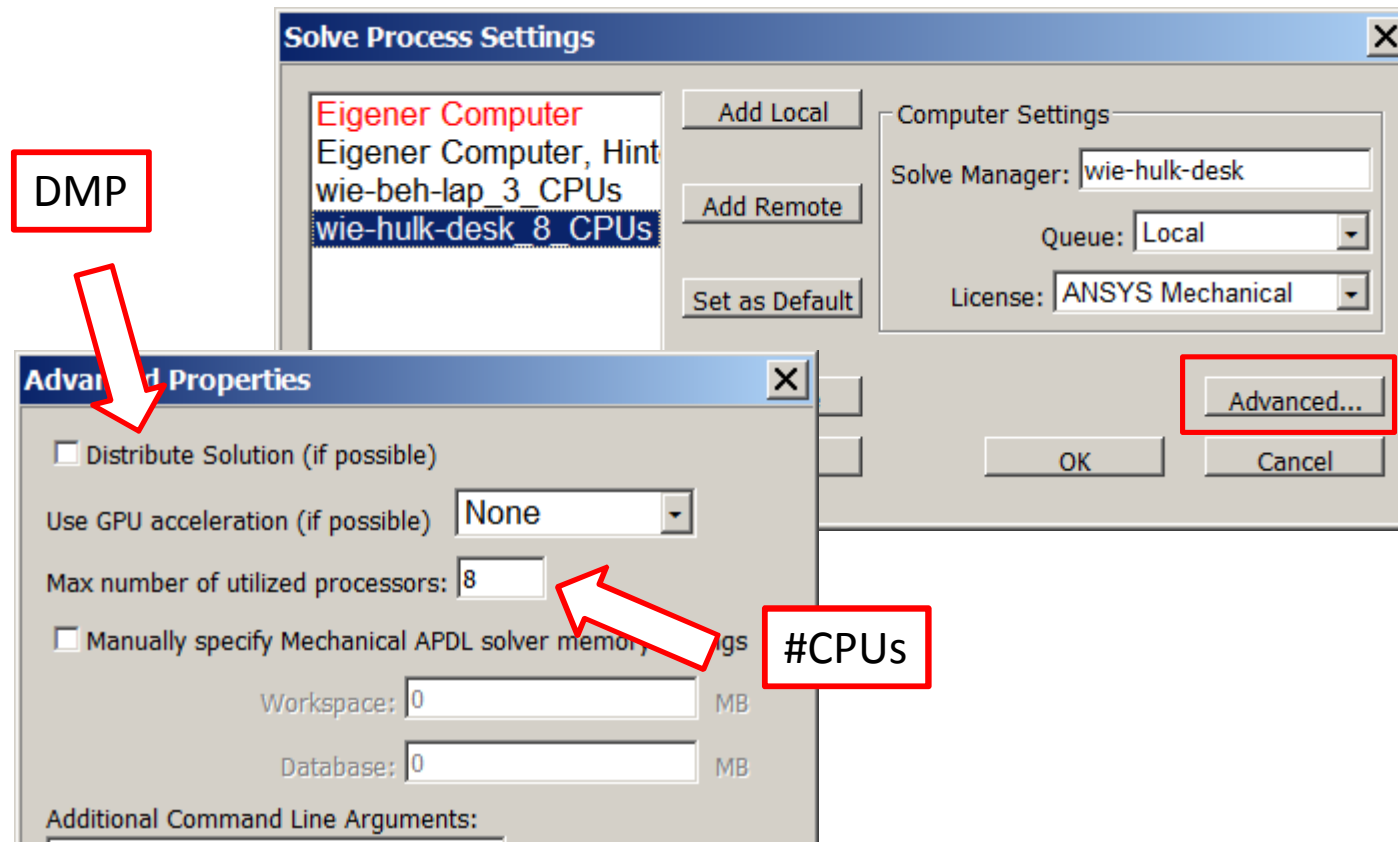 Solve Process Settings
Eigener Computer
Eigener Computer, Hint
wie-beh-lap_3_CPUs
wie-hulk-desk_8_CPUs
Add Local
Add Remote
Set as Default
Computer Settings
Solve Manager: wie-hulk-desk
Queue: Local
License: ANSYS Mechanical
Advanced...
OK
Cancel
DMP
Properties
Distribute Solution (if possible)
Use GPU acceleration (if possible) None
Max number of utilized processors: 8
Manually specify Mechanical APDL solver memory
#CPUs
Workspace: 0 MB
Database: 0 MB
Additional Command Line Arguments: